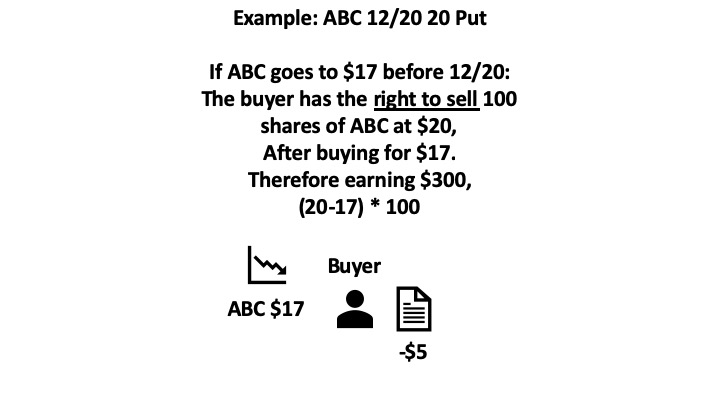 Example: ABC 12/20 20 Put
If ABC goes to $17 before 12/20:
The buyer has the right to sell 100
shares of ABC at $20,
After buying for $17.
Therefore earning $300,
(20-17) * 100
Buyer
ABC $17
-$5